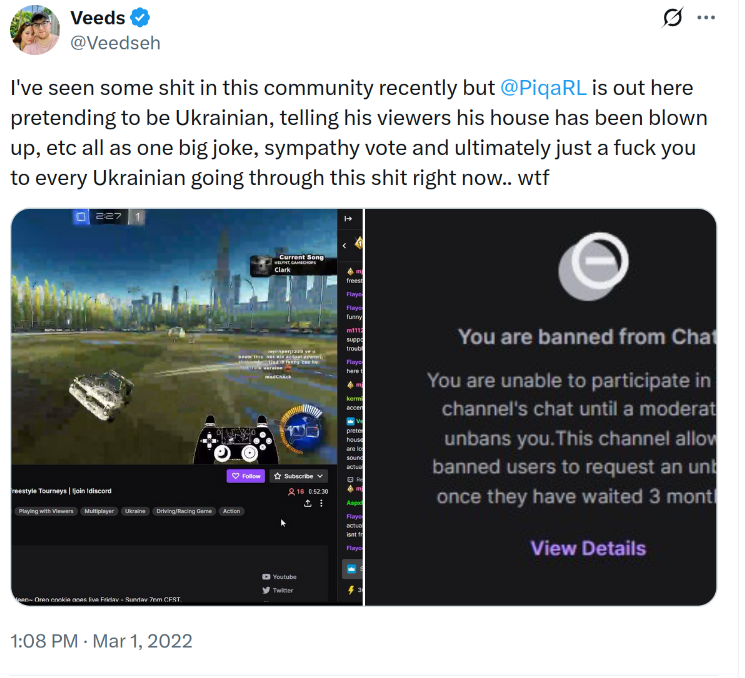 Veeds
@Veedseh
I've seen some shit in this community recently but @PiqaRL is out here
pretending to be Ukrainian, telling his viewers his house has been blown
up, etc all as one big joke, sympathy vote and ultimately just a fuck you
to every Ukrainian going through this shit right now.. wtf
2:27 1
Current Song
Clark
Follow
Subscribe
reestyle Tourneys | !join !discord
16 0:52:30
Playing with Viewers Multiplayer Ukraine Driving/Racing Game Action
Youtube
Twitter
Oreo cookie goes live Friday - Sunday 7pm CEST.
You are banned from Chat
You are unable to participate in
channel's chat until a moderat
unbans you.This channel allow
banned users to request an unb
once they have waited 3 mont
View Details
1:08 PM · Mar 1, 2022